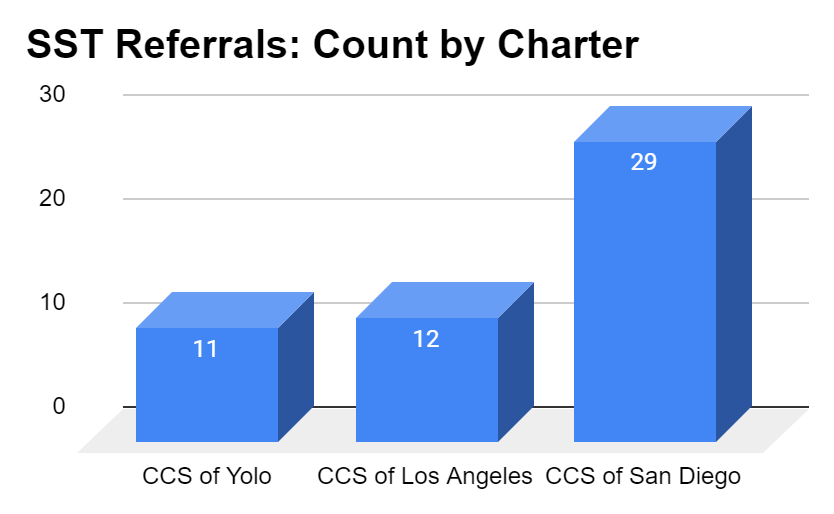 SST Referrals: Count by Charter
30
20
10
0
11
12
29
CCS of Yolo
CCS of Los Angeles
CCS of San Diego